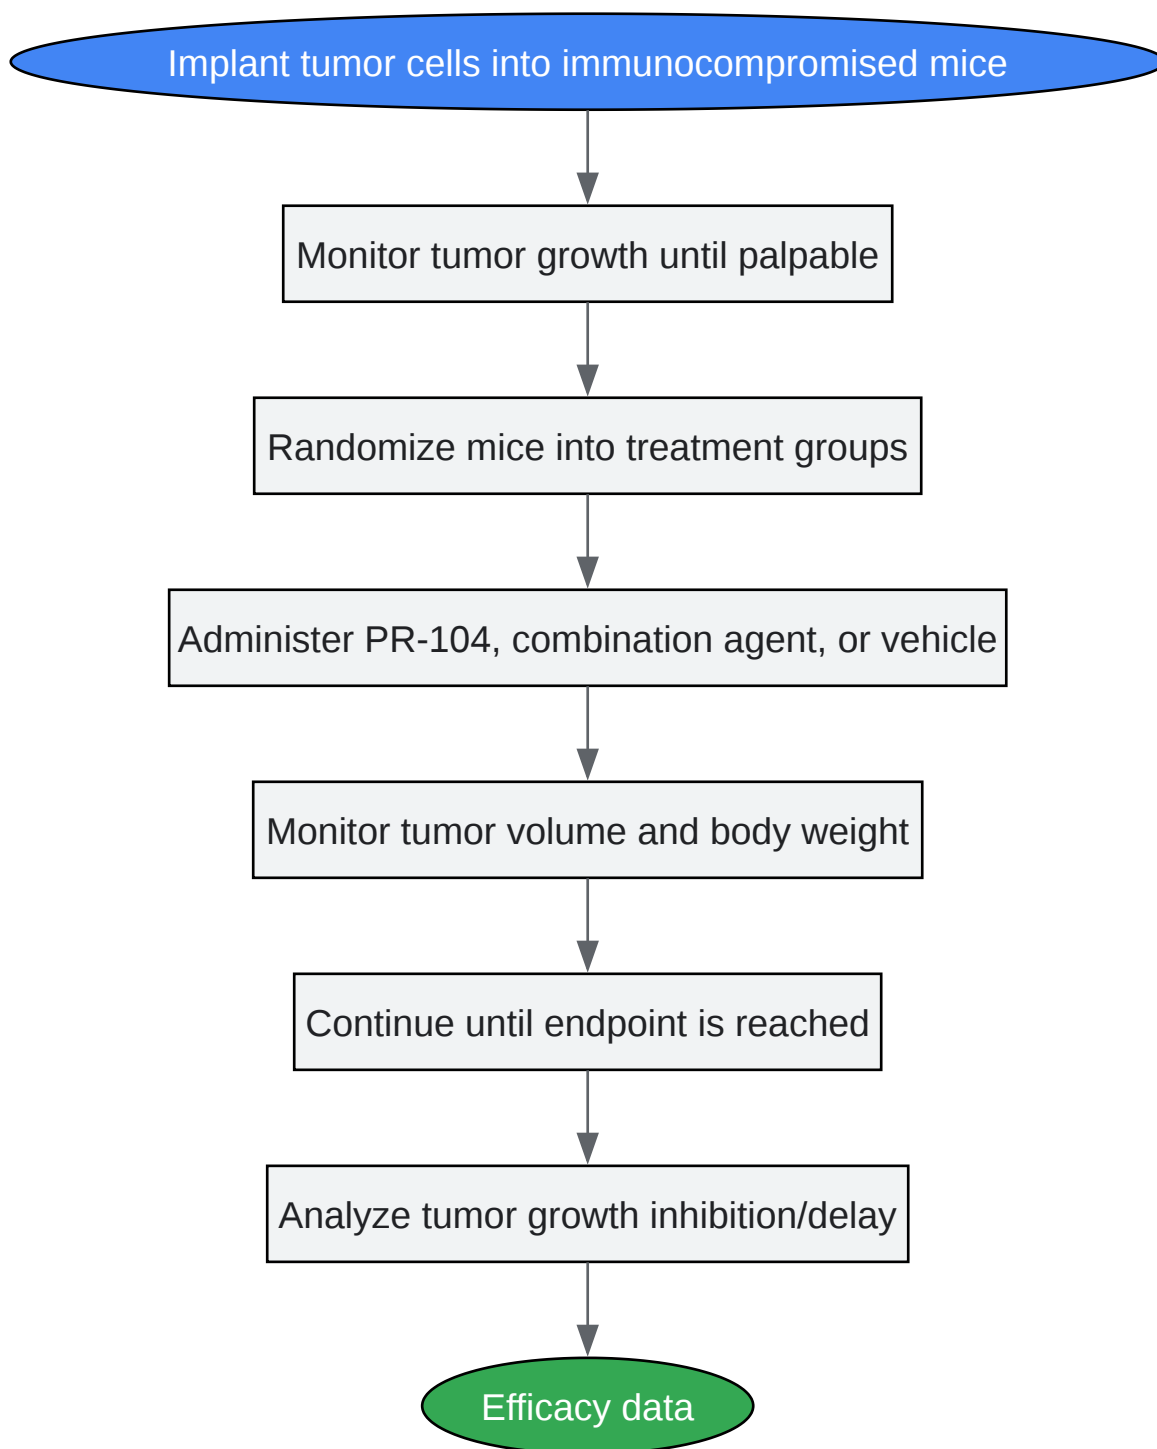 Implant tumor cells into immunocompromised mice
Monitor tumor growth until palpable
Randomize mice into treatment groups
Administer PR-104, combination agent, or vehicle
Monitor tumor volume and body weight
Continue until endpoint is reached
Analyze tumor growth inhibition/delay
Efficacy data